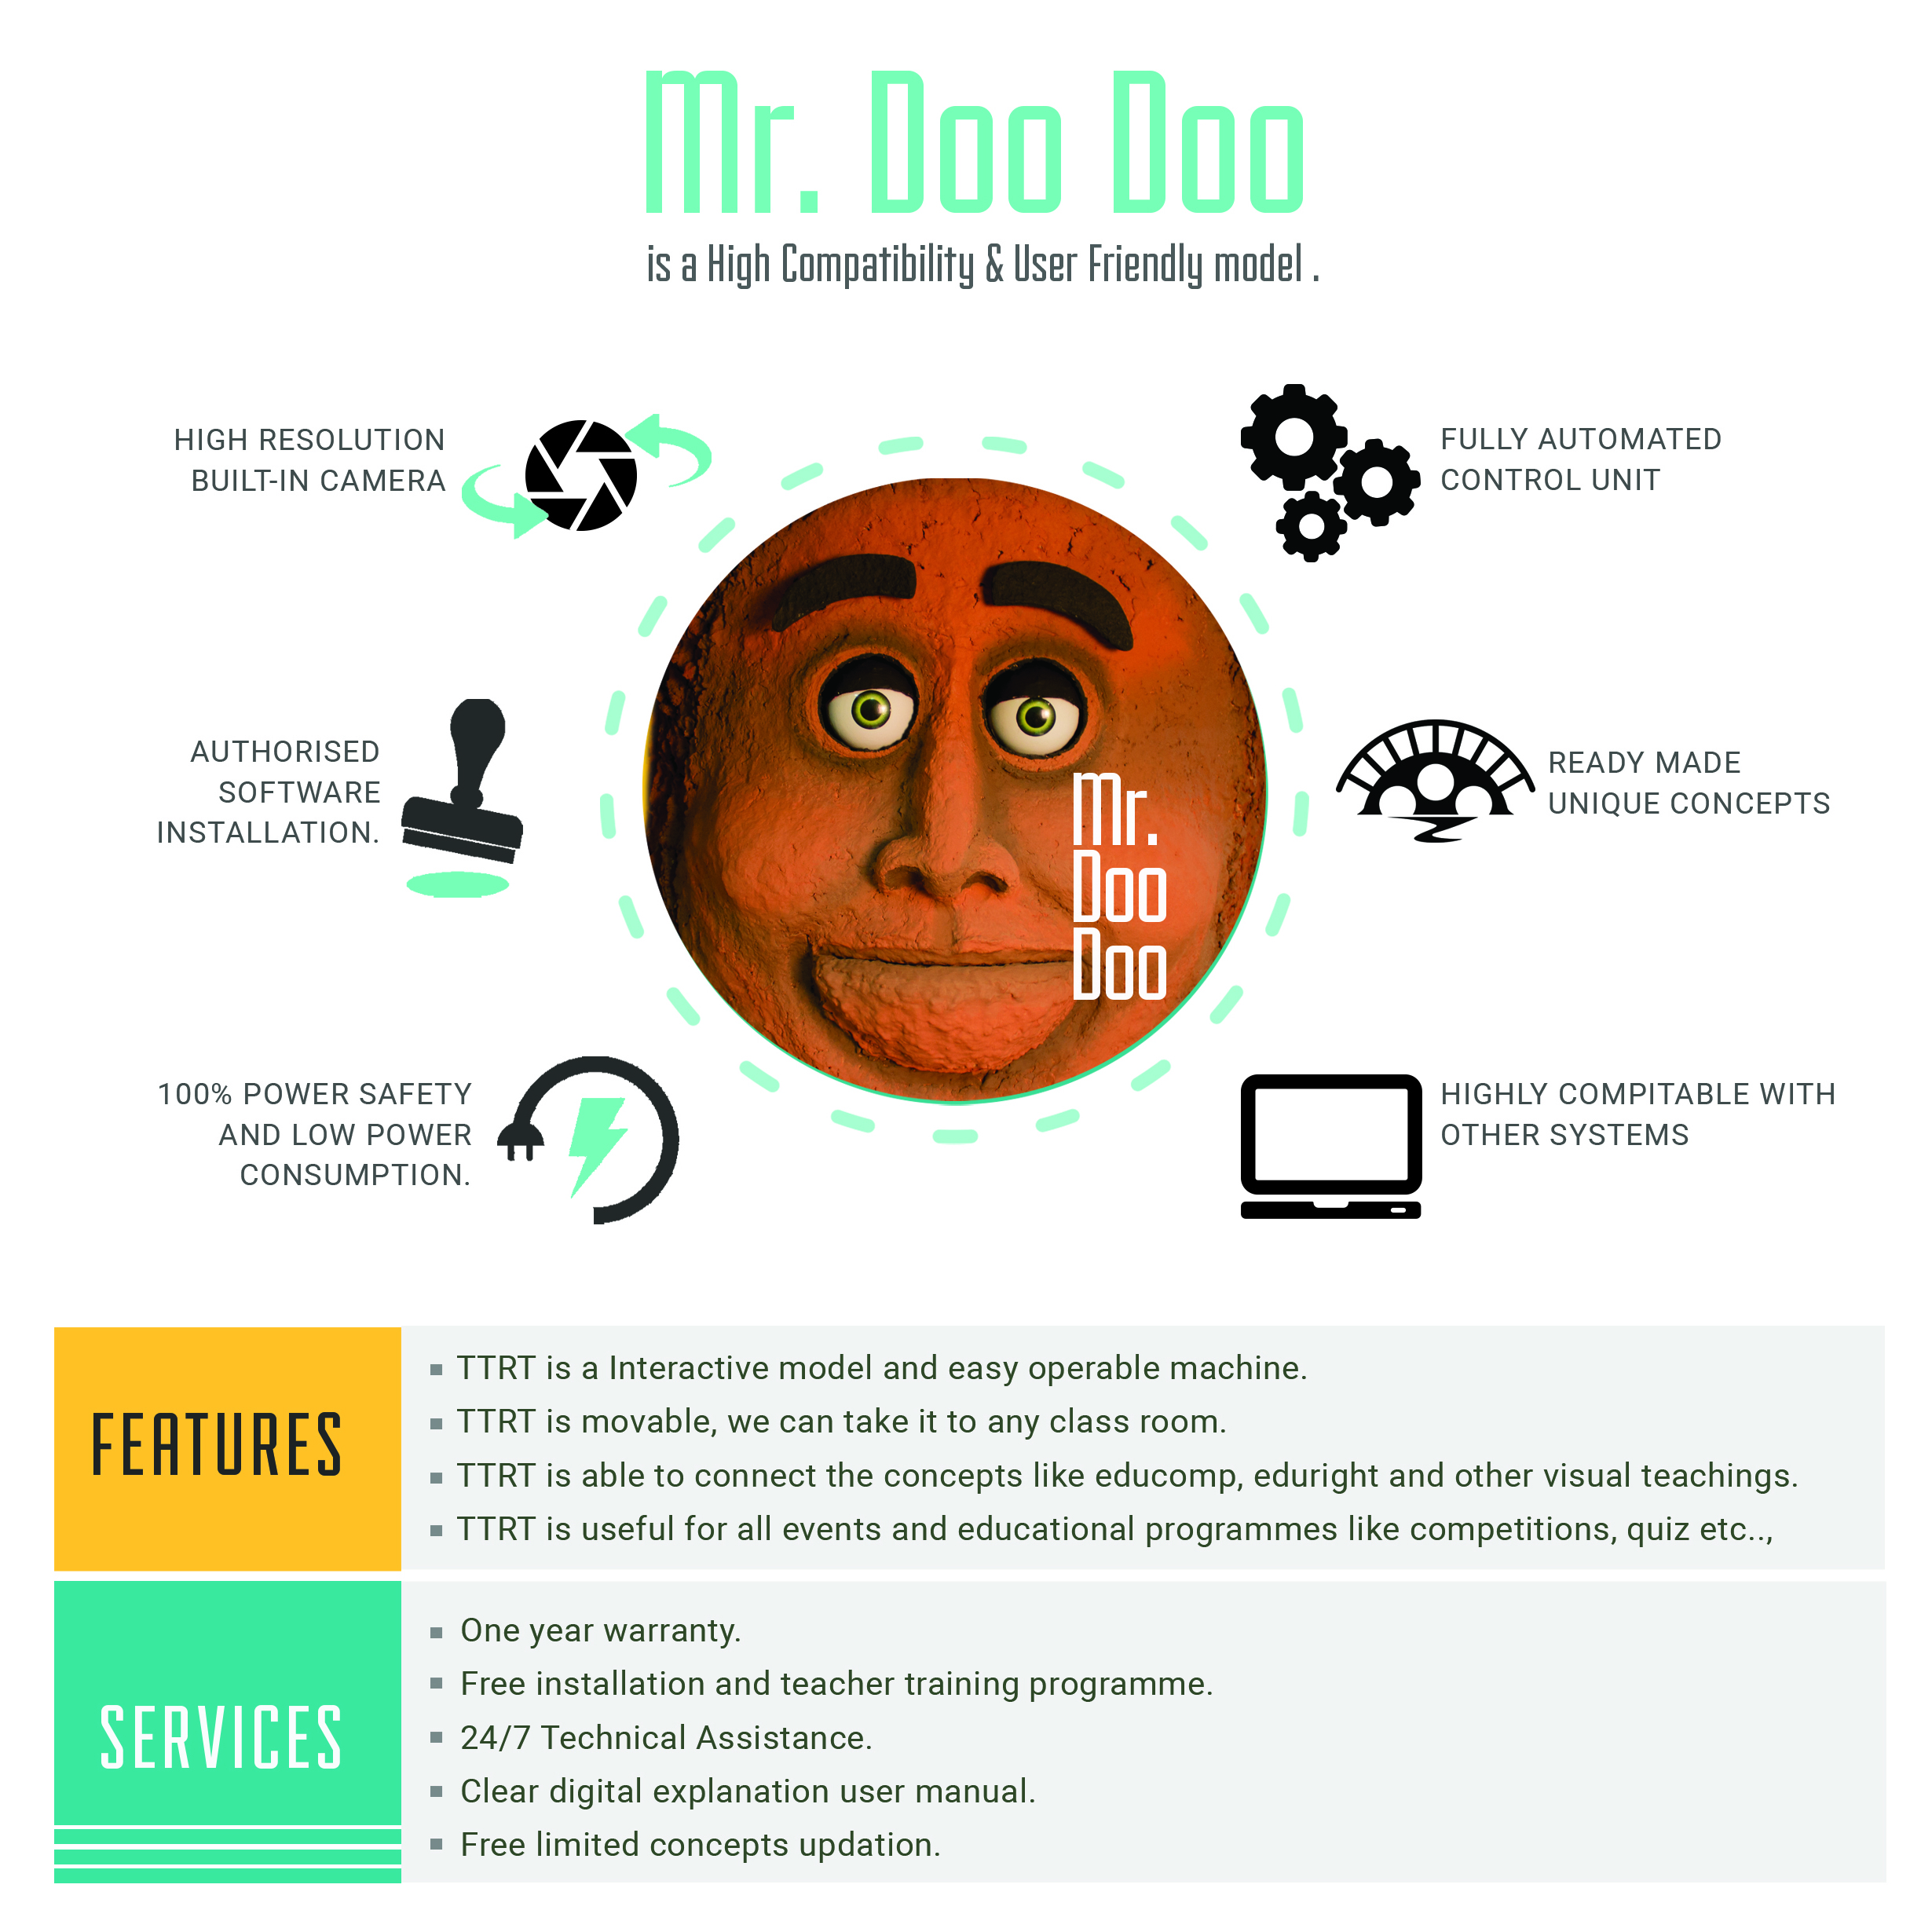 Mr. Doo Doo
is a High Compatibility & User Friendly model .
HIGH RESOLUTION
BUILT-IN CAMERA
FULLY AUTOMATED
CONTROL UNIT
AUTHORISED
SOFTWARE
INSTALLATION.
Mr.
Doo
Doo
READY MADE
UNIQUE CONCEPTS
100% POWER SAFETY
AND LOW POWER
CONSUMPTION.
HIGHLY COMPITABLE WITH
OTHER SYSTEMS
FEATURES
TTRT is a Interactive model and easy operable machine.
TTRT is movable, we can take it to any class room.
TTRT is able to connect the concepts like educomp, eduright and other visual teachings.
TTRT is useful for all events and educational programmes like competitions, quiz etc..,
SERVICES
One year warranty.
Free installation and teacher training programme.
24/7 Technical Assistance.
Clear digital explanation user manual.
Free limited concepts updation.